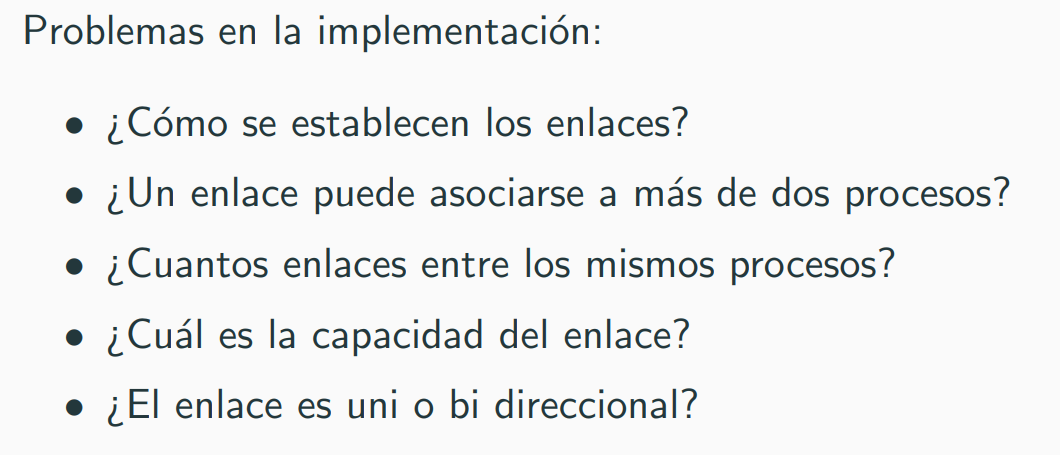 Problemas en la implementación:
• ¿Cómo se establecen los enlaces?
• ¿Un enlace puede asociarse a más de dos procesos?
• ¿Cuantos enlaces entre los mismos procesos?
• ¿Cuál es la capacidad del enlace?
• ¿El enlace es uni o bi direccional?